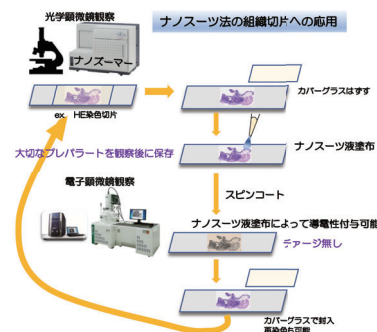 ナノスーツ法の組織切片への応用
光学顕微鏡観察
ナノズーマー
カバーグラスはずす
ex HE染色切片
大切なプレパラートを観察後に保存
ナノスーツ液塗布
電子顕微鏡観察
スピンコート
ナノスーツ液塗布によって導電性付与可能
チャージ無し
カバーグラスで封入
再染色も可能